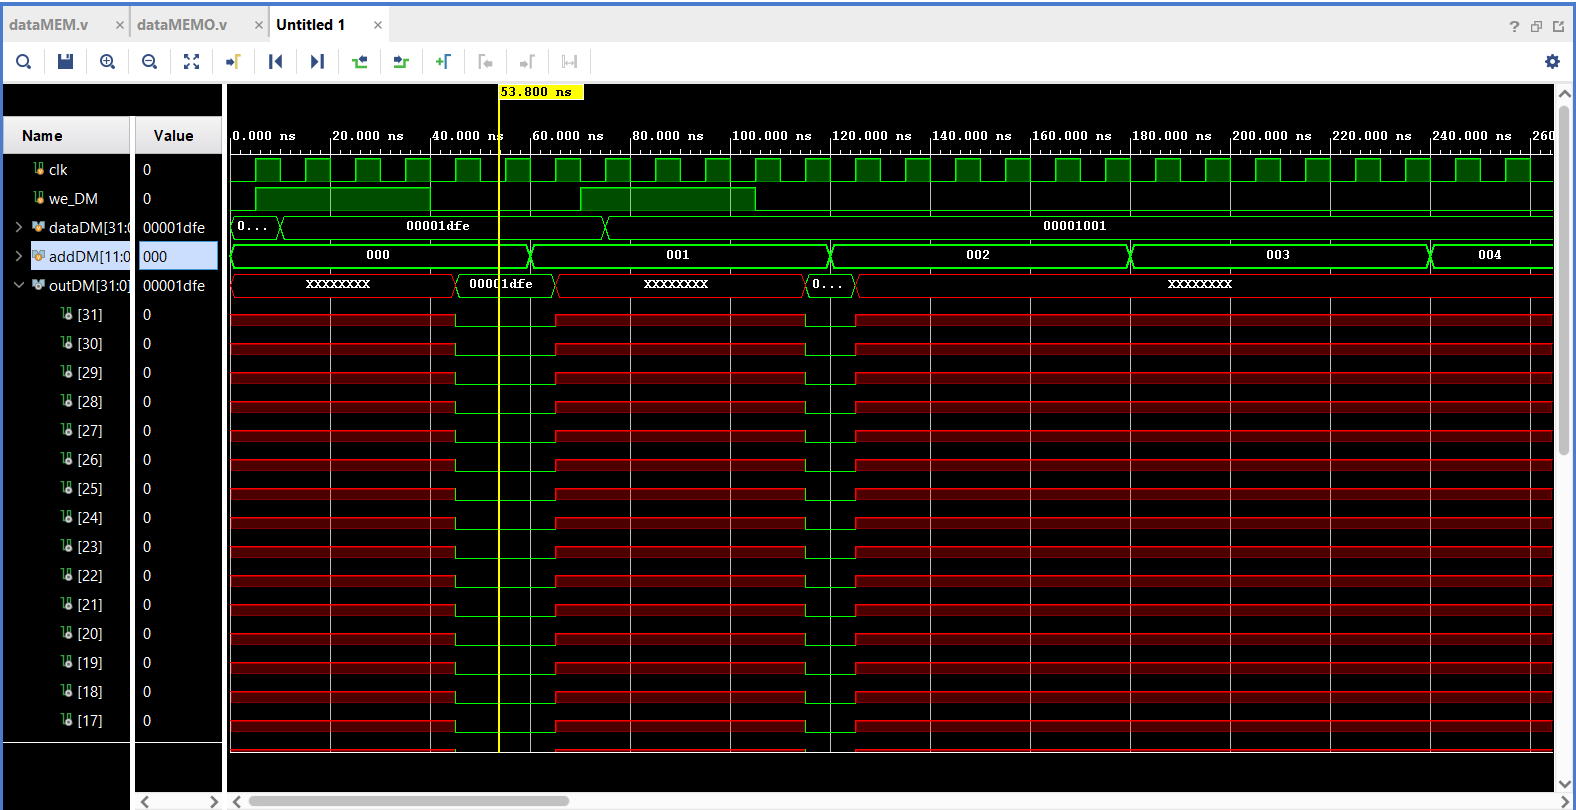 dataMEM.v × dataMEMO.v × Untitled 1 ×
?
53.800 ns
Name Value
0.000 ns 20.000 ns 40.000 ns 60.000 ns 80.000 ns 100.000 ns 120.000 ns 140.000 ns 160.000 ns 180.000 ns 200.000 ns 220.000 ns 240.000 ns 260
clk 0
we_DM 0
dataDM[31:0 00001dfe 0... 00001dfe 00001001
addDM[11:0 000 000 001 002 003 004
outDM[31:0] 00001dfe XXXXXXXX 00001dfe XXXXXXXX 0... XXXXXXXX
[31] 0
[30] 0
[29] 0
[28] 0
[27] 0
[26] 0
[25] 0
[24] 0
[23] 0
[22] 0
[21] 0
[20] 0
[19] 0
[18] 0
[17] 0